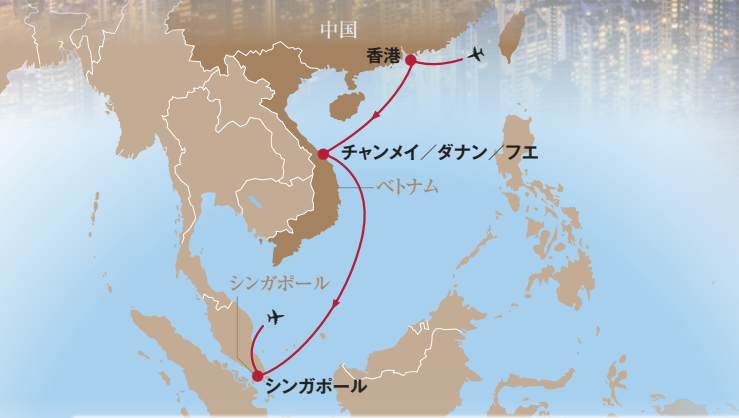 中国
香港
チャンメイ／ダナン／フエ
ベトナム
シンガポール
シンガポール